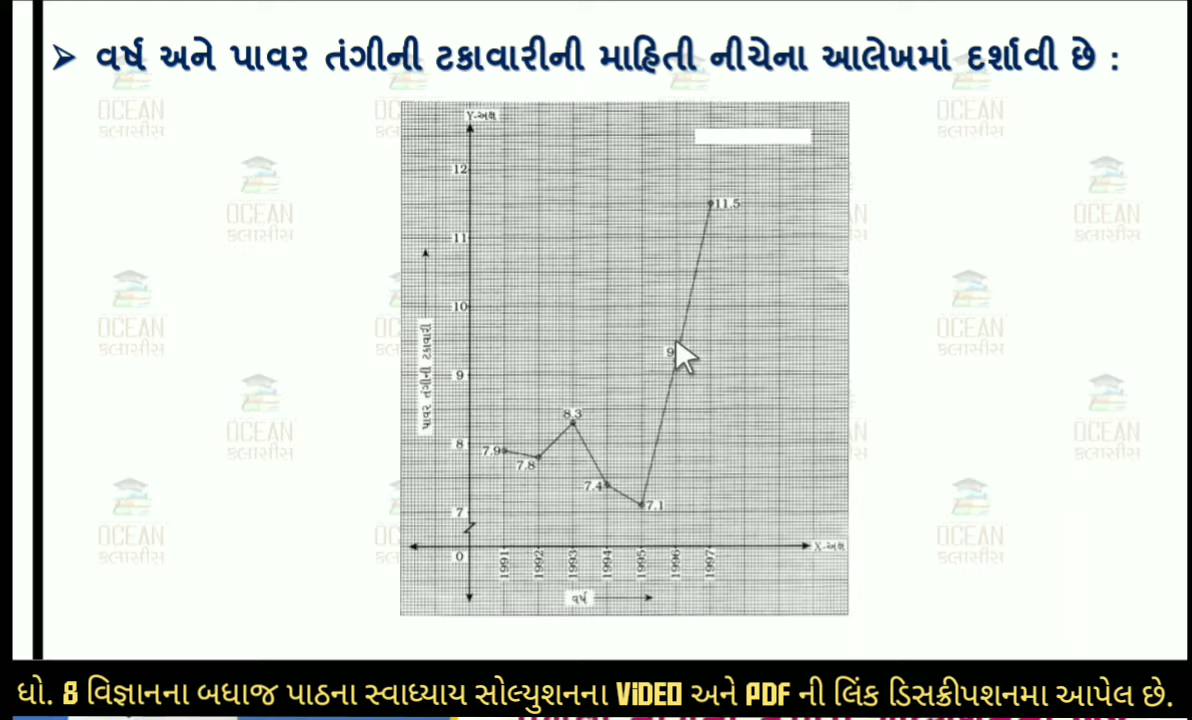 ➢ વર્ષ અને પાવર તંગીની ટકાવારીની માહિતી નીચેના આલેખમાં દર્શાવી છે :
Y-અક્ષ
12
11.5
11
10
9
9
8.3
8
7.9
7.8
7.4
7.1
7
0
પાવર તંગીની ટકાવારી
X-અક્ષ
1991 1992 1993 1994 1995 1996 1997
વર્ષ
OCEAN
ક્લાસીસ
ધો. 8 વિજ્ઞાનના બધાજ પાઠના સ્વાધ્યાય સોલ્યુશનના VIDEO અને PDF ની લિંક ડિસક્રીપશનમા આપેલ છે.